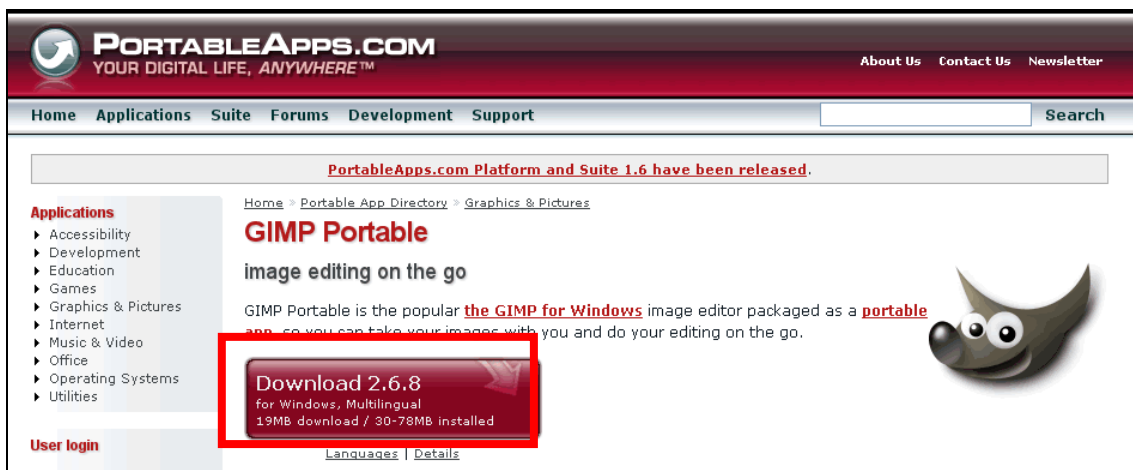 PORTABLEAPPS.COM
YOUR DIGITAL LIFE, ANYWHERE™
About Us Contact Us Newsletter
Home Applications Suite Forums Development Support Search
PortableApps.com Platform and Suite 1.6 have been released.
Applications
Accessibility
Development
Education
Games
Graphics & Pictures
Internet
Music & Video
Office
Operating Systems
Utilities
User login
Home » Portable App Directory » Graphics & Pictures
GIMP Portable
image editing on the go
GIMP Portable is the popular the GIMP for Windows image editor packaged as a portable
app, so you can take your images with you and do your editing on the go.
Download 2.6.8
for Windows, Multilingual
19MB download / 30-78MB installed
Languages | Details